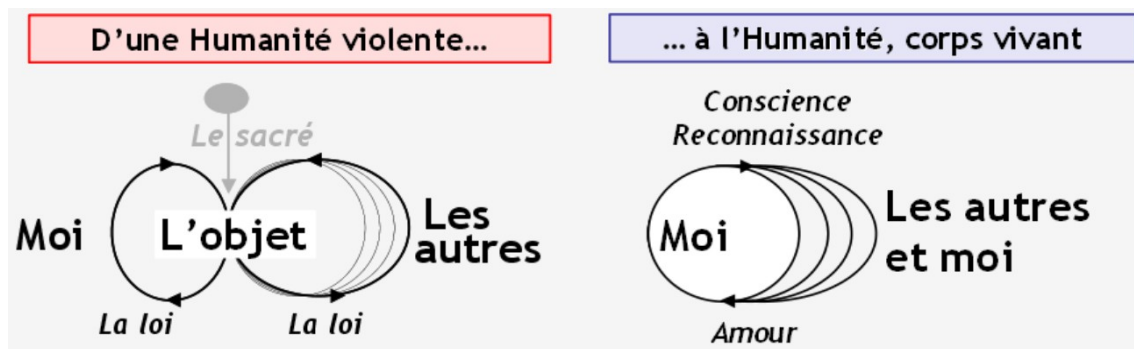 D'une Humanité violente…
… à l'Humanité, corps vivant
Le sacré
Moi
L'objet
Les
autres
La loi
La loi
Conscience
Reconnaissance
Moi
Les autres
et moi
Amour